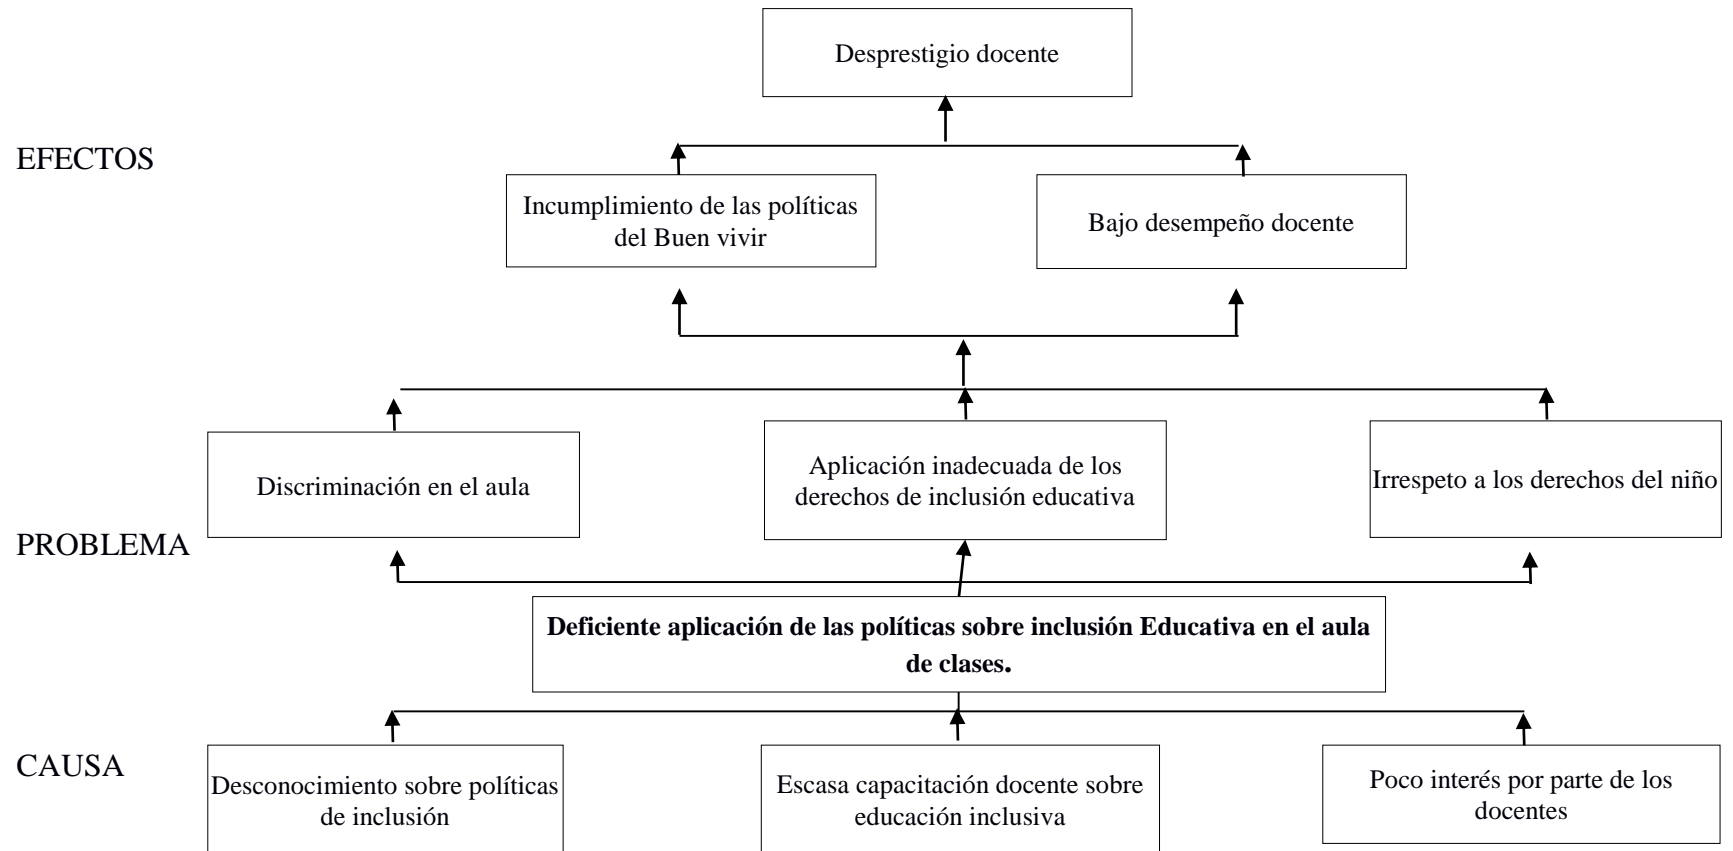 Desprestigio docente
EFECTOS
Incumplimiento de las políticas
del Buen vivir
Bajo desempeño docente
Discriminación en el aula
Aplicación inadecuada de los
derechos de inclusión educativa
Irrespeto a los derechos del niño
PROBLEMA
Deficiente aplicación de las políticas sobre inclusión Educativa en el aula
de clases.
CAUSA
Desconocimiento sobre políticas
de inclusión
Escasa capacitación docente sobre
educación inclusiva
Poco interés por parte de los
docentes